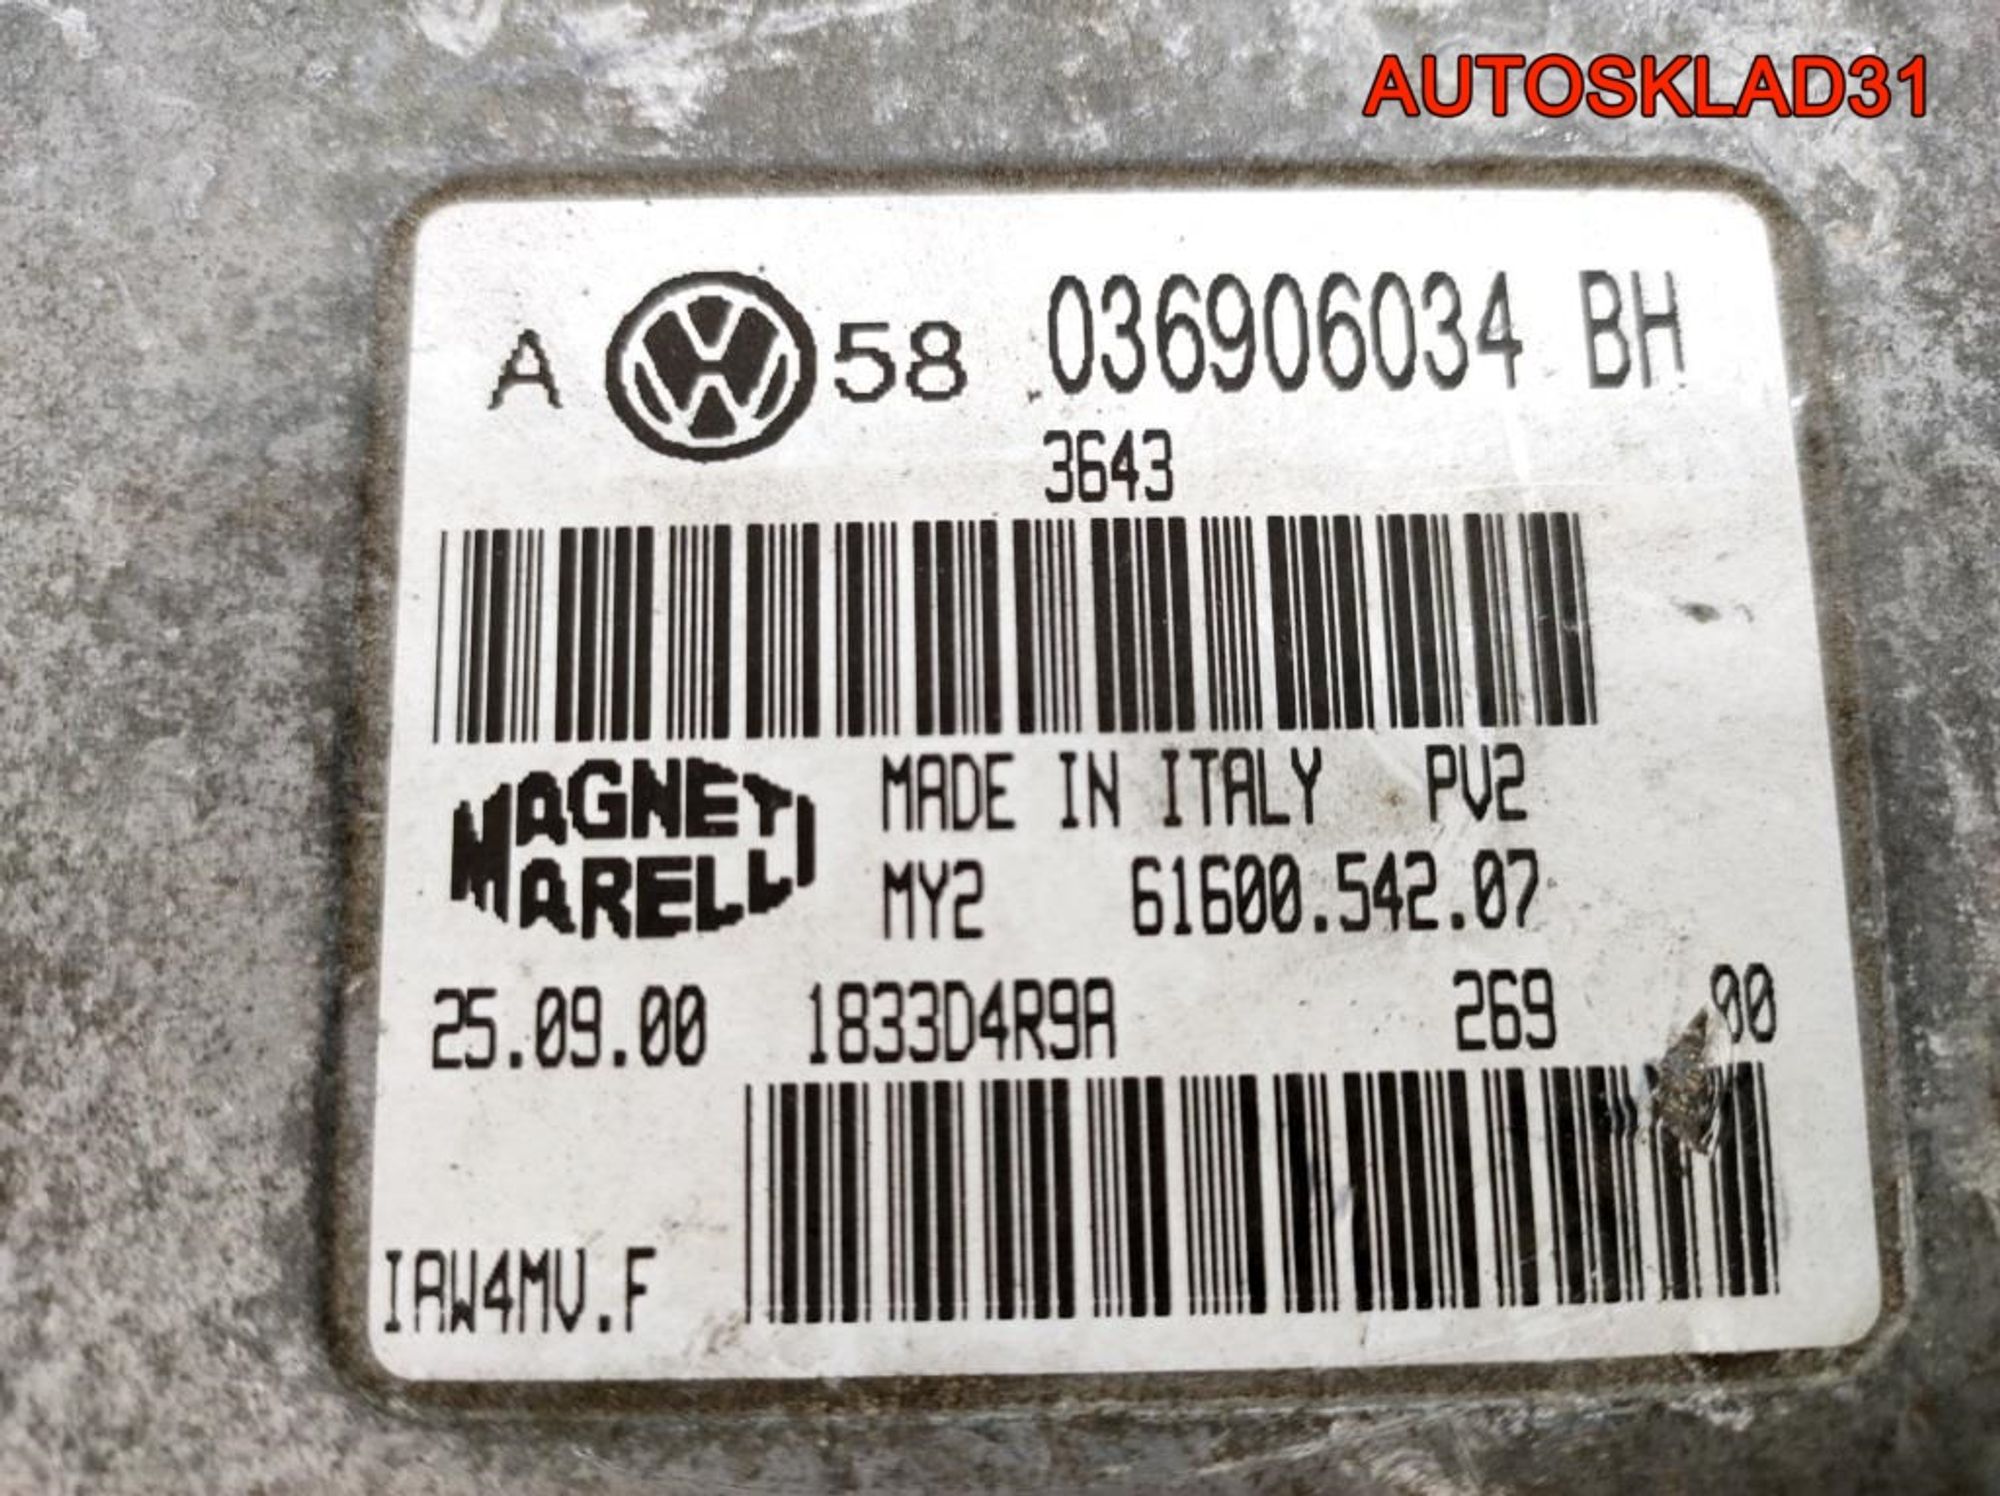 AUTOSKLAD31
A 58 036906034 BH
3643
MAGNETI MARELLI
MADE IN ITALY PV2
MY2 61600.542.07
25.09.00 1833D4R9A 269 00
IAW4MV.F